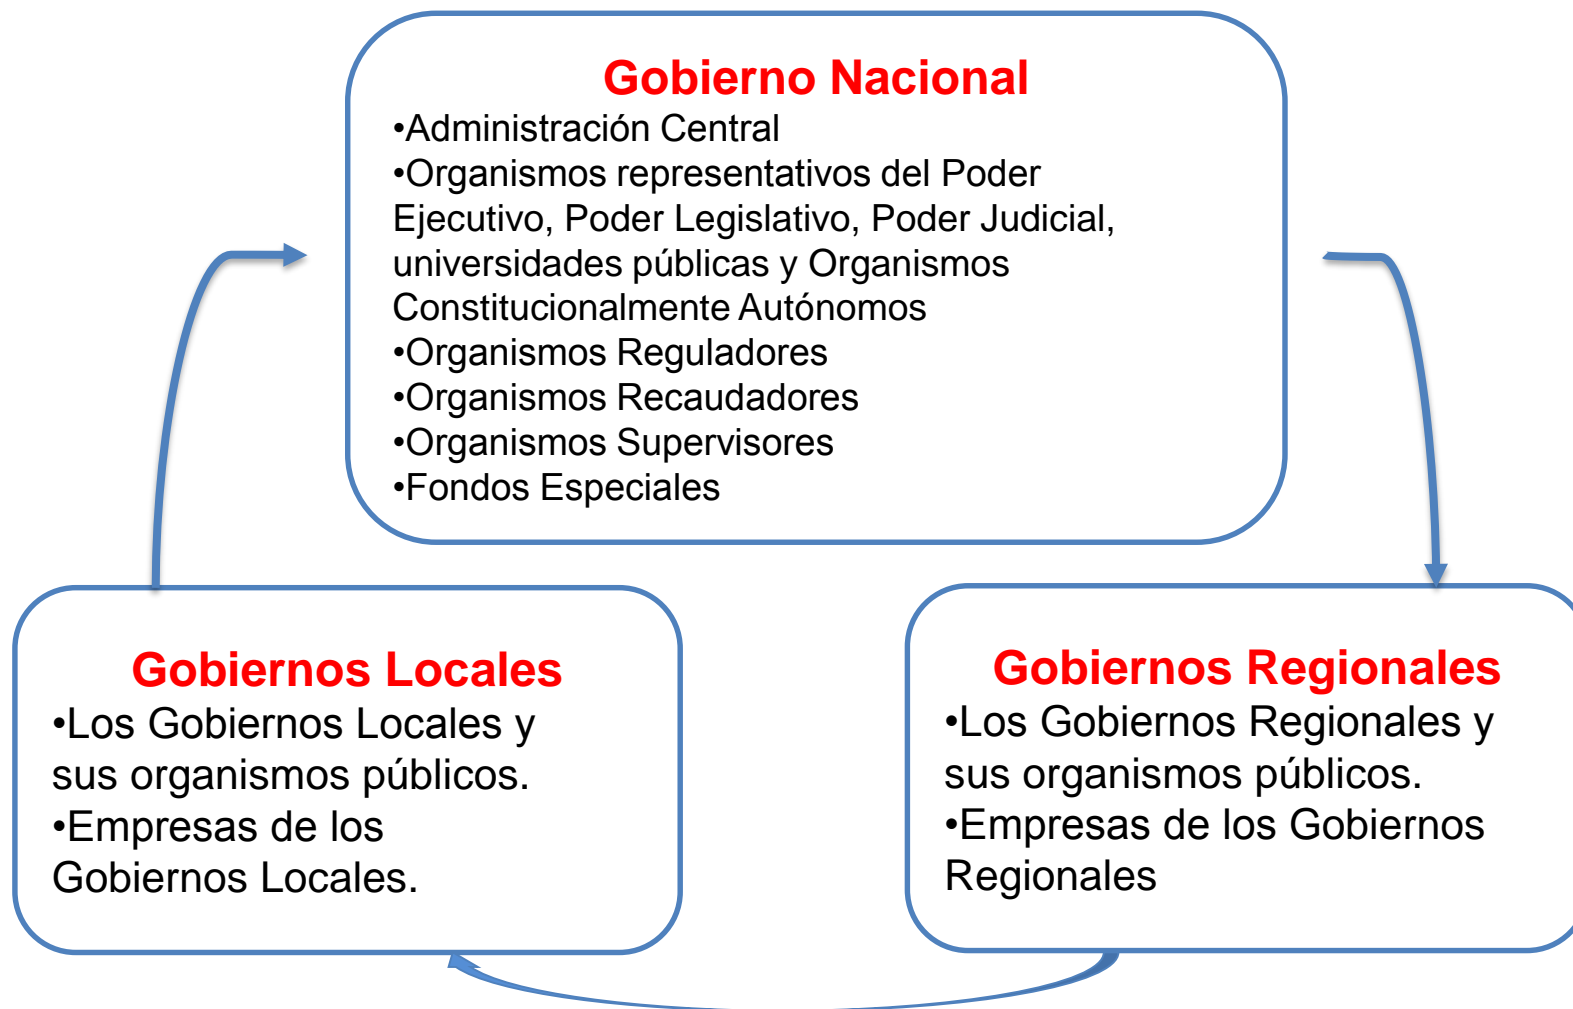 Gobierno Nacional
•Administración Central
•Organismos representativos del Poder
Ejecutivo, Poder Legislativo, Poder Judicial,
universidades públicas y Organismos
Constitucionalmente Autónomos
•Organismos Reguladores
•Organismos Recaudadores
•Organismos Supervisores
•Fondos Especiales
Gobiernos Locales
•Los Gobiernos Locales y
sus organismos públicos.
•Empresas de los
Gobiernos Locales.
Gobiernos Regionales
•Los Gobiernos Regionales y
sus organismos públicos.
•Empresas de los Gobiernos
Regionales